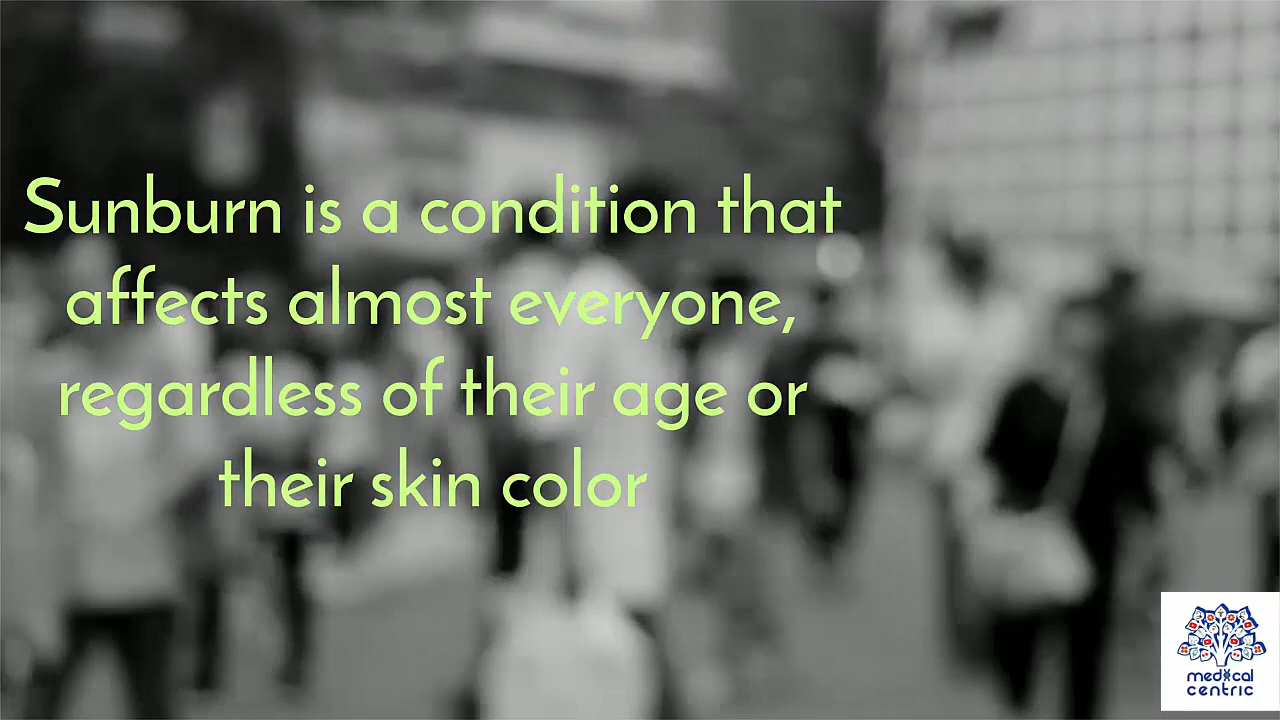 Sunburn is a condition that
affects almost everyone,
regardless of their age or
their skin color
medical
centric